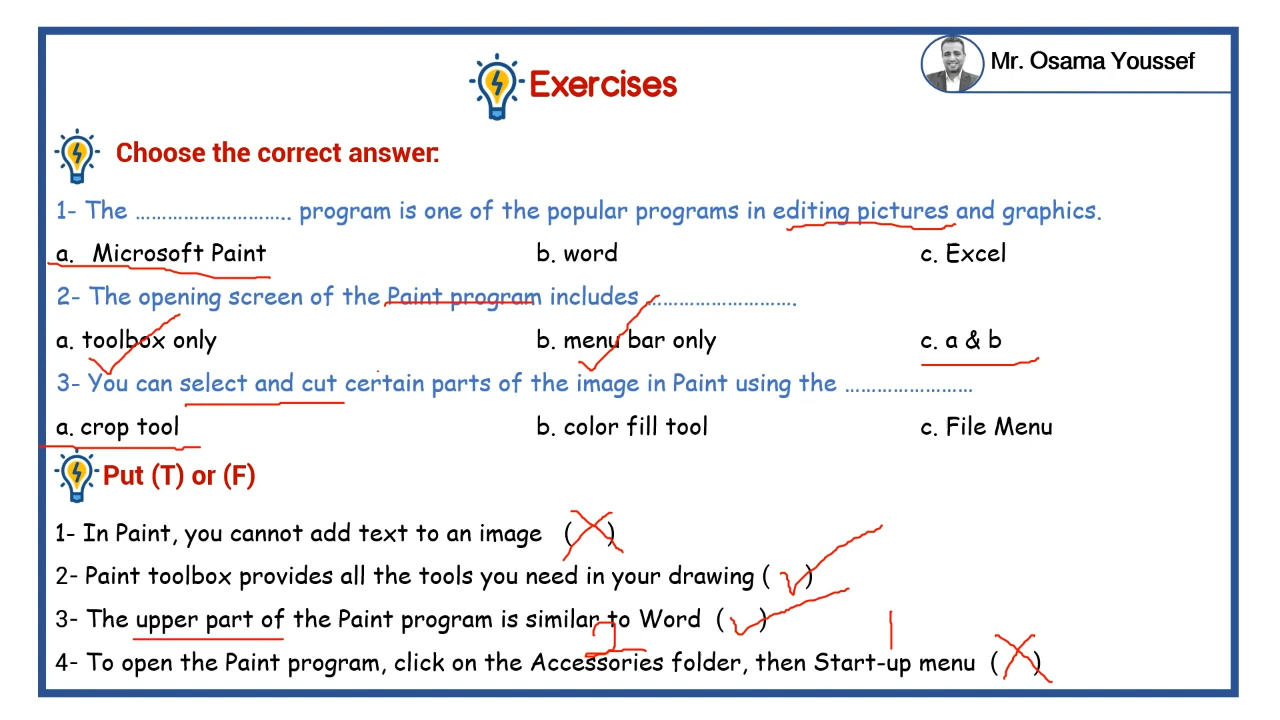 Mr. Osama Youssef
Exercises
Choose the correct answer:
1- The ………………………….. program is one of the popular programs in editing pictures and graphics.
a. Microsoft Paint b. word c. Excel
2- The opening screen of the Paint program includes ………………………….
a. toolbox only b. menu bar only c. a & b
3- You can select and cut certain parts of the image in Paint using the ……………………
a. crop tool b. color fill tool c. File Menu
Put (T) or (F)
1- In Paint, you cannot add text to an image (X)
2- Paint toolbox provides all the tools you need in your drawing (✓)
3- The upper part of the Paint program is similar to Word (✓)
2 1
4- To open the Paint program, click on the Accessories folder, then Start-up menu (X)